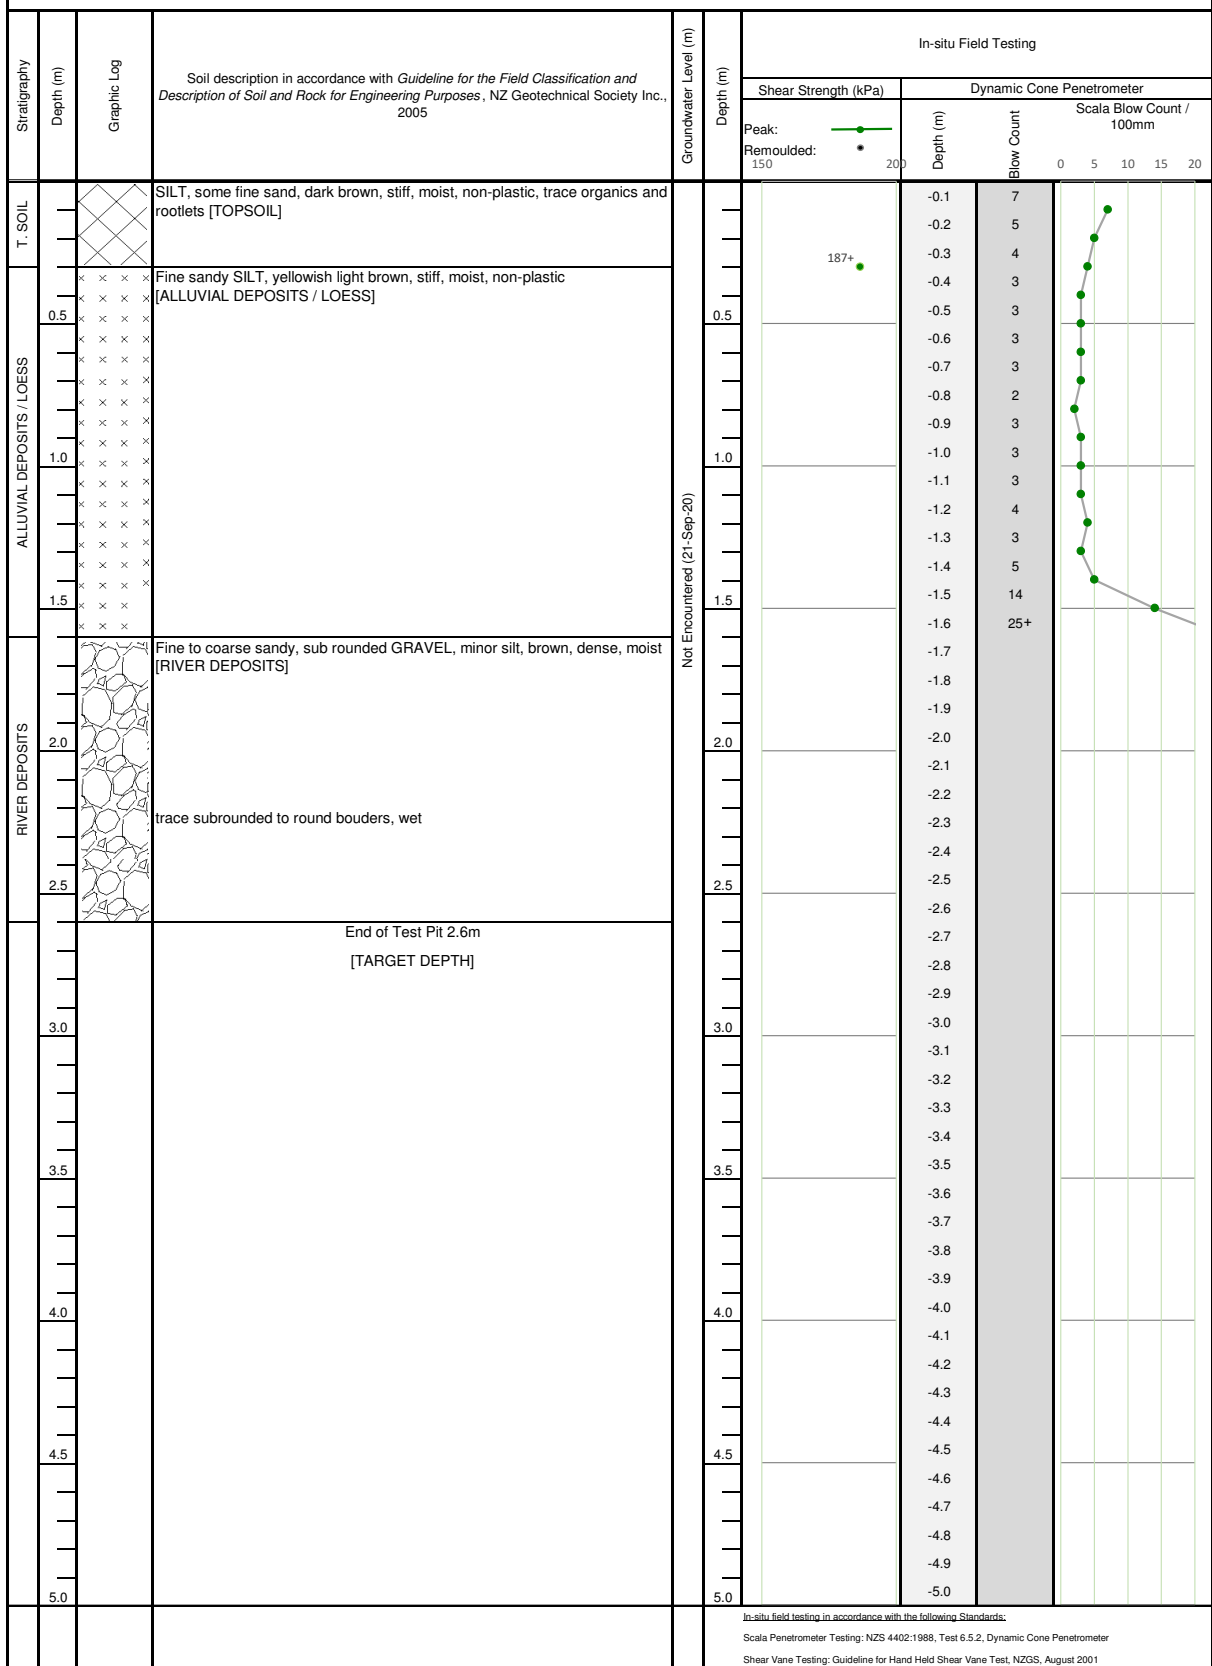 Stratigraphy
Depth (m)
Graphic Log
Soil description in accordance with Guideline for the Field Classification and
Description of Soil and Rock for Engineering Purposes, NZ Geotechnical Society Inc.,
2005
Groundwater Level (m)
Depth (m)
In-situ Field Testing
Shear Strength (kPa)
Peak:
Remoulded:
150 200
Dynamic Cone Penetrometer
Depth (m)
Blow Count
Scala Blow Count /
100mm
0 5 10 15 20
T. SOIL
SILT, some fine sand, dark brown, stiff, moist, non-plastic, trace organics and
rootlets [TOPSOIL]
ALLUVIAL DEPOSITS / LOESS
Fine sandy SILT, yellowish light brown, stiff, moist, non-plastic
[ALLUVIAL DEPOSITS / LOESS]
RIVER DEPOSITS
Fine to coarse sandy, sub rounded GRAVEL, minor silt, brown, dense, moist
[RIVER DEPOSITS]
trace subrounded to round bouders, wet
End of Test Pit 2.6m
[TARGET DEPTH]
0.5
1.0
1.5
2.0
2.5
3.0
3.5
4.0
4.5
5.0
Not Encountered (21-Sep-20)
0.5
1.0
1.5
2.0
2.5
3.0
3.5
4.0
4.5
5.0
187+
-0.1 7
-0.2 5
-0.3 4
-0.4 3
-0.5 3
-0.6 3
-0.7 3
-0.8 2
-0.9 3
-1.0 3
-1.1 3
-1.2 4
-1.3 3
-1.4 5
-1.5 14
-1.6 25+
-1.7
-1.8
-1.9
-2.0
-2.1
-2.2
-2.3
-2.4
-2.5
-2.6
-2.7
-2.8
-2.9
-3.0
-3.1
-3.2
-3.3
-3.4
-3.5
-3.6
-3.7
-3.8
-3.9
-4.0
-4.1
-4.2
-4.3
-4.4
-4.5
-4.6
-4.7
-4.8
-4.9
-5.0
In-situ field testing in accordance with the following Standards:
Scala Penetrometer Testing: NZS 4402:1988, Test 6.5.2, Dynamic Cone Penetrometer
Shear Vane Testing: Guideline for Hand Held Shear Vane Test, NZGS, August 2001